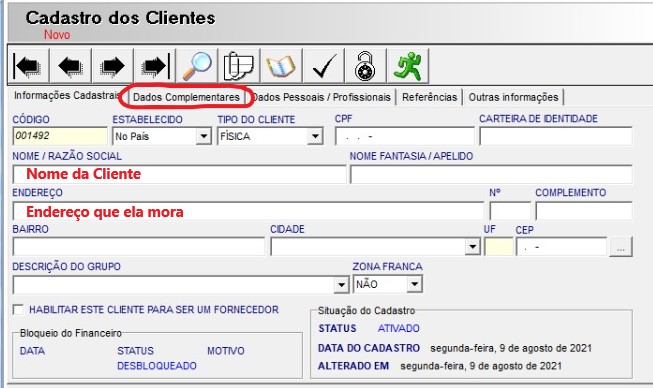 Cadastro dos Clientes
Novo
Informações Cadastrais Dados Complementares Dados Pessoais / Profissionais Referências Outras informações
CÓDIGO ESTABELECIDO TIPO DO CLIENTE CPF CARTEIRA DE IDENTIDADE
001492 No País FÍSICA . . -
NOME / RAZÃO SOCIAL NOME FANTASIA / APELIDO
Nome da Cliente
ENDEREÇO Nº COMPLEMENTO
Endereço que ela mora
BAIRRO CIDADE UF CEP
. - ...
DESCRIÇÃO DO GRUPO ZONA FRANCA
NÃO
HABILITAR ESTE CLIENTE PARA SER UM FORNECEDOR
Situação do Cadastro
STATUS ATIVADO
Bloqueio do Financeiro
DATA STATUS MOTIVO
DATA DO CADASTRO segunda-feira, 9 de agosto de 2021
DESBLOQUEADO
ALTERADO EM segunda-feira, 9 de agosto de 2021